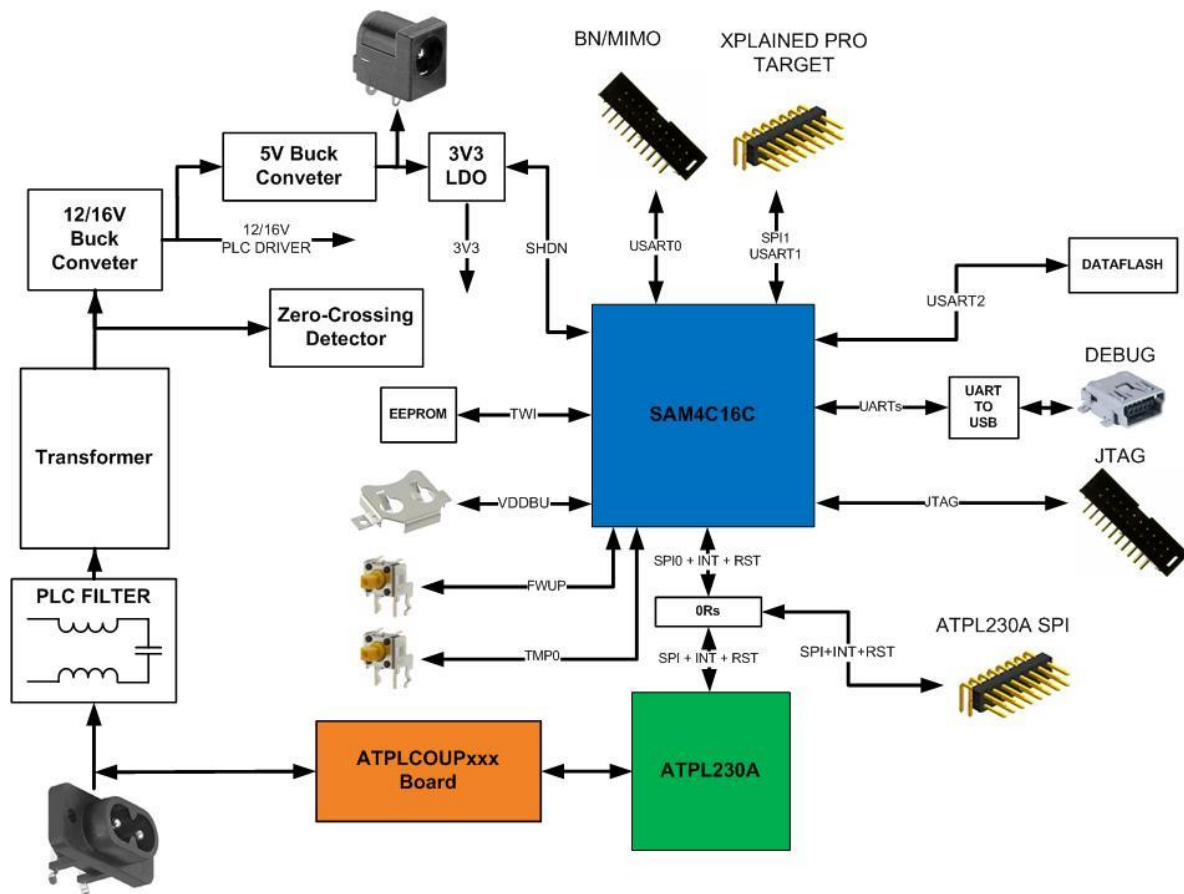 BN/MIMO
XPLAINED PRO
TARGET
5V Buck
Conveter
3V3
LDO
12/16V
Buck
Conveter
12/16V
PLC DRIVER
3V3
SHDN
USART0
SPI1
USART1
DATAFLASH
USART2
Zero-Crossing
Detector
DEBUG
EEPROM
TWI
SAM4C16C
UARTs
UART
TO
USB
Transformer
JTAG
VDDBU
JTAG
SPI0 + INT + RST
PLC FILTER
FWUP
0Rs
ATPL230A SPI
TMP0
SPI + INT + RST
SPI+INT+RST
ATPLCOUPxxx
Board
ATPL230A